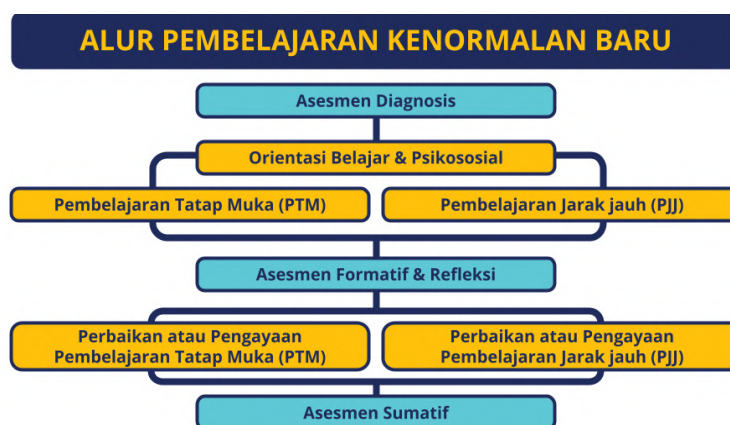 ALUR PEMBELAJARAN KENORMALAN BARU
Asesmen Diagnosis
Orientasi Belajar & Psikososial
Pembelajaran Tatap Muka (PTM)
Pembelajaran Jarak jauh (PJJ)
Asesmen Formatif & Refleksi
Perbaikan atau Pengayaan
Pembelajaran Tatap Muka (PTM)
Perbaikan atau Pengayaan
Pembelajaran Jarak jauh (PJJ)
Asesmen Sumatif